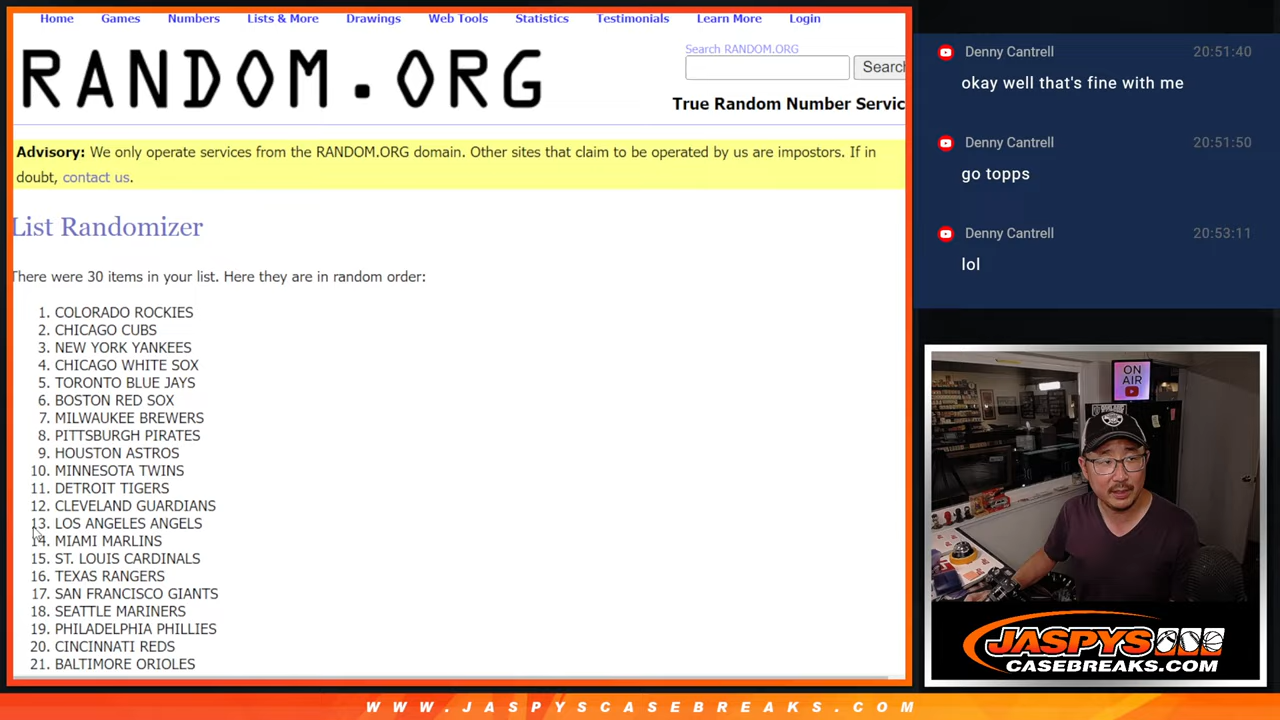 Home Games Numbers Lists & More Drawings Web Tools Statistics Testimonials Learn More Login
RANDOM.ORG
Search RANDOM.ORG
Search
True Random Number Servic
Advisory: We only operate services from the RANDOM.ORG domain. Other sites that claim to be operated by us are impostors. If in
doubt, contact us.
List Randomizer
There were 30 items in your list. Here they are in random order:
1. COLORADO ROCKIES
2. CHICAGO CUBS
3. NEW YORK YANKEES
4. CHICAGO WHITE SOX
5. TORONTO BLUE JAYS
6. BOSTON RED SOX
7. MILWAUKEE BREWERS
8. PITTSBURGH PIRATES
9. HOUSTON ASTROS
10. MINNESOTA TWINS
11. DETROIT TIGERS
12. CLEVELAND GUARDIANS
13. LOS ANGELES ANGELS
14. MIAMI MARLINS
15. ST. LOUIS CARDINALS
16. TEXAS RANGERS
17. SAN FRANCISCO GIANTS
18. SEATTLE MARINERS
19. PHILADELPHIA PHILLIES
20. CINCINNATI REDS
21. BALTIMORE ORIOLES
Denny Cantrell 20:51:40
okay well that's fine with me
Denny Cantrell 20:51:50
go topps
Denny Cantrell 20:53:11
lol
ON
AIR
JASPYS
CASEBREAKS.COM
WWW.JASPYSCASEBREAKS.COM